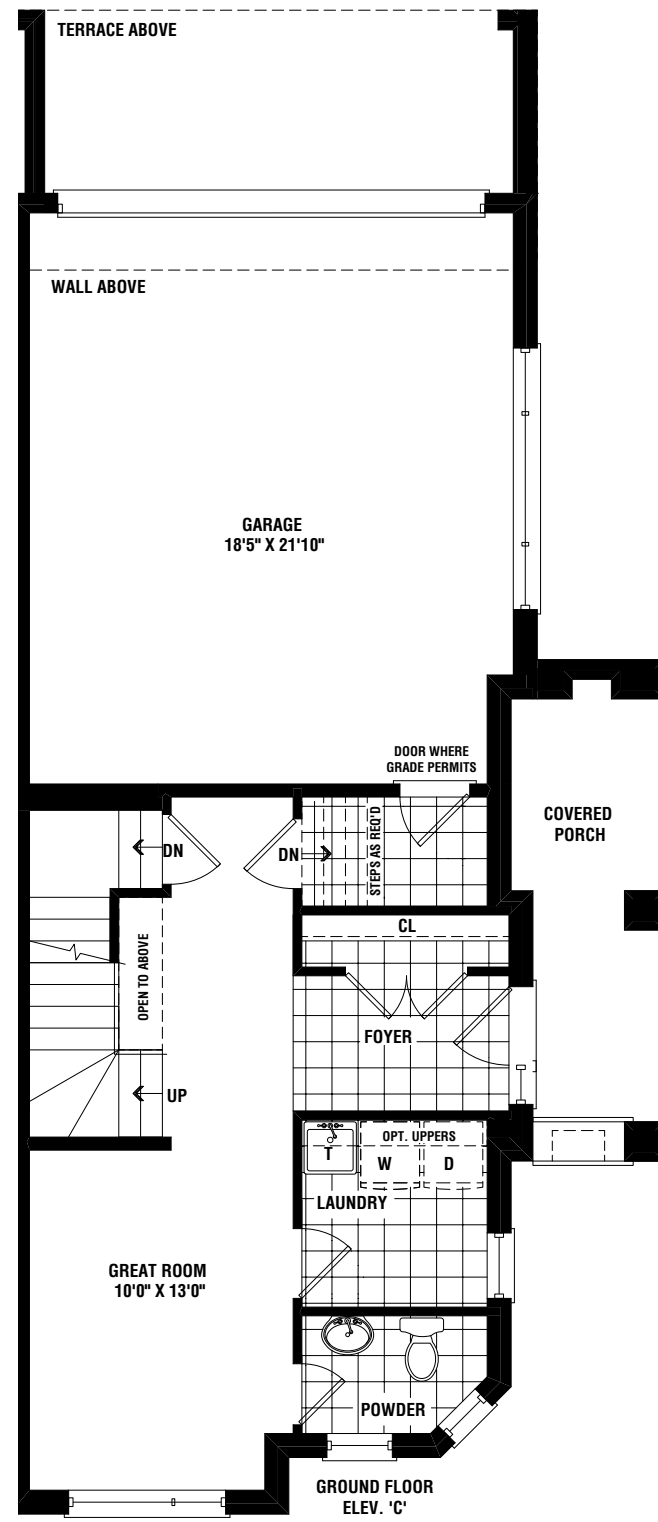 TERRACE ABOVE
WALL ABOVE
GARAGE
18'5" X 21'10"
DOOR WHERE
GRADE PERMITS
COVERED
PORCH
DN
DN
STEPS AS REQ'D
CL
OPEN TO ABOVE
FOYER
UP
OPT. UPPERS
T
W
D
LAUNDRY
GREAT ROOM
10'0" X 13'0"
POWDER
GROUND FLOOR
ELEV. 'C'